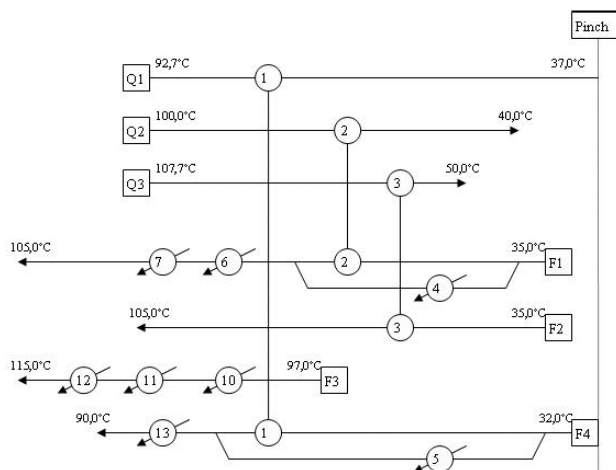 Pinch
92,7°C 37,0°C
Q1 1
100,0°C 40,0°C
Q2 2
107,7°C 50,0°C
Q3 3
105,0°C 35,0°C
7 6 2 F1
4
105,0°C 35,0°C
3 F2
115,0°C 97,0°C
12 11 10 F3
90,0°C 32,0°C
13 1 F4
5